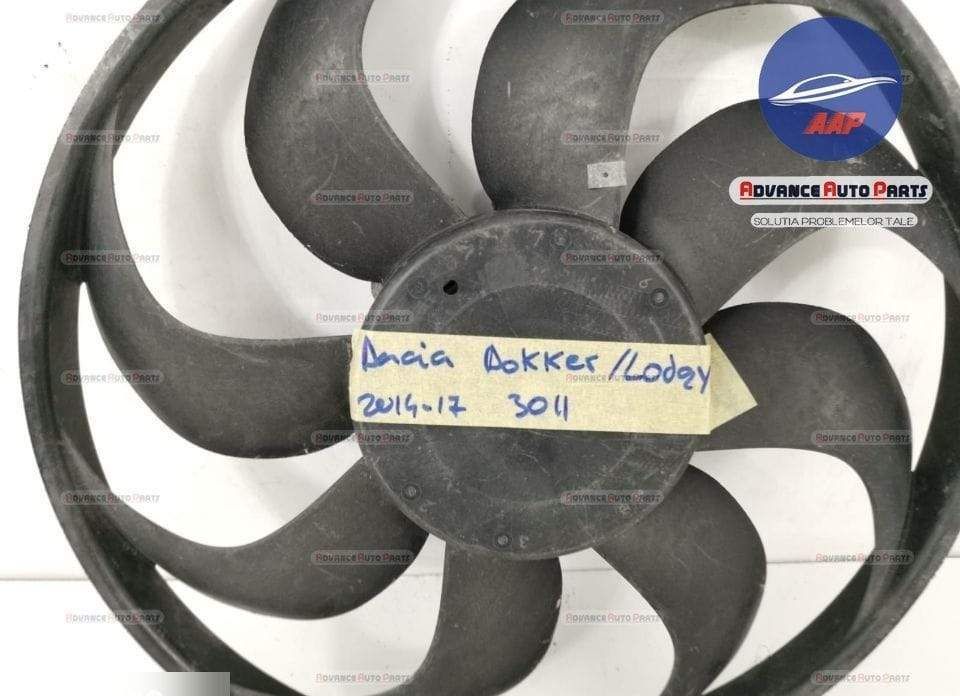 AAP
ADVANCE AUTO PARTS
SOLUTIA PROBLEMELOR TALE
Dacia Dokker/Lodgy
2014-17 3011